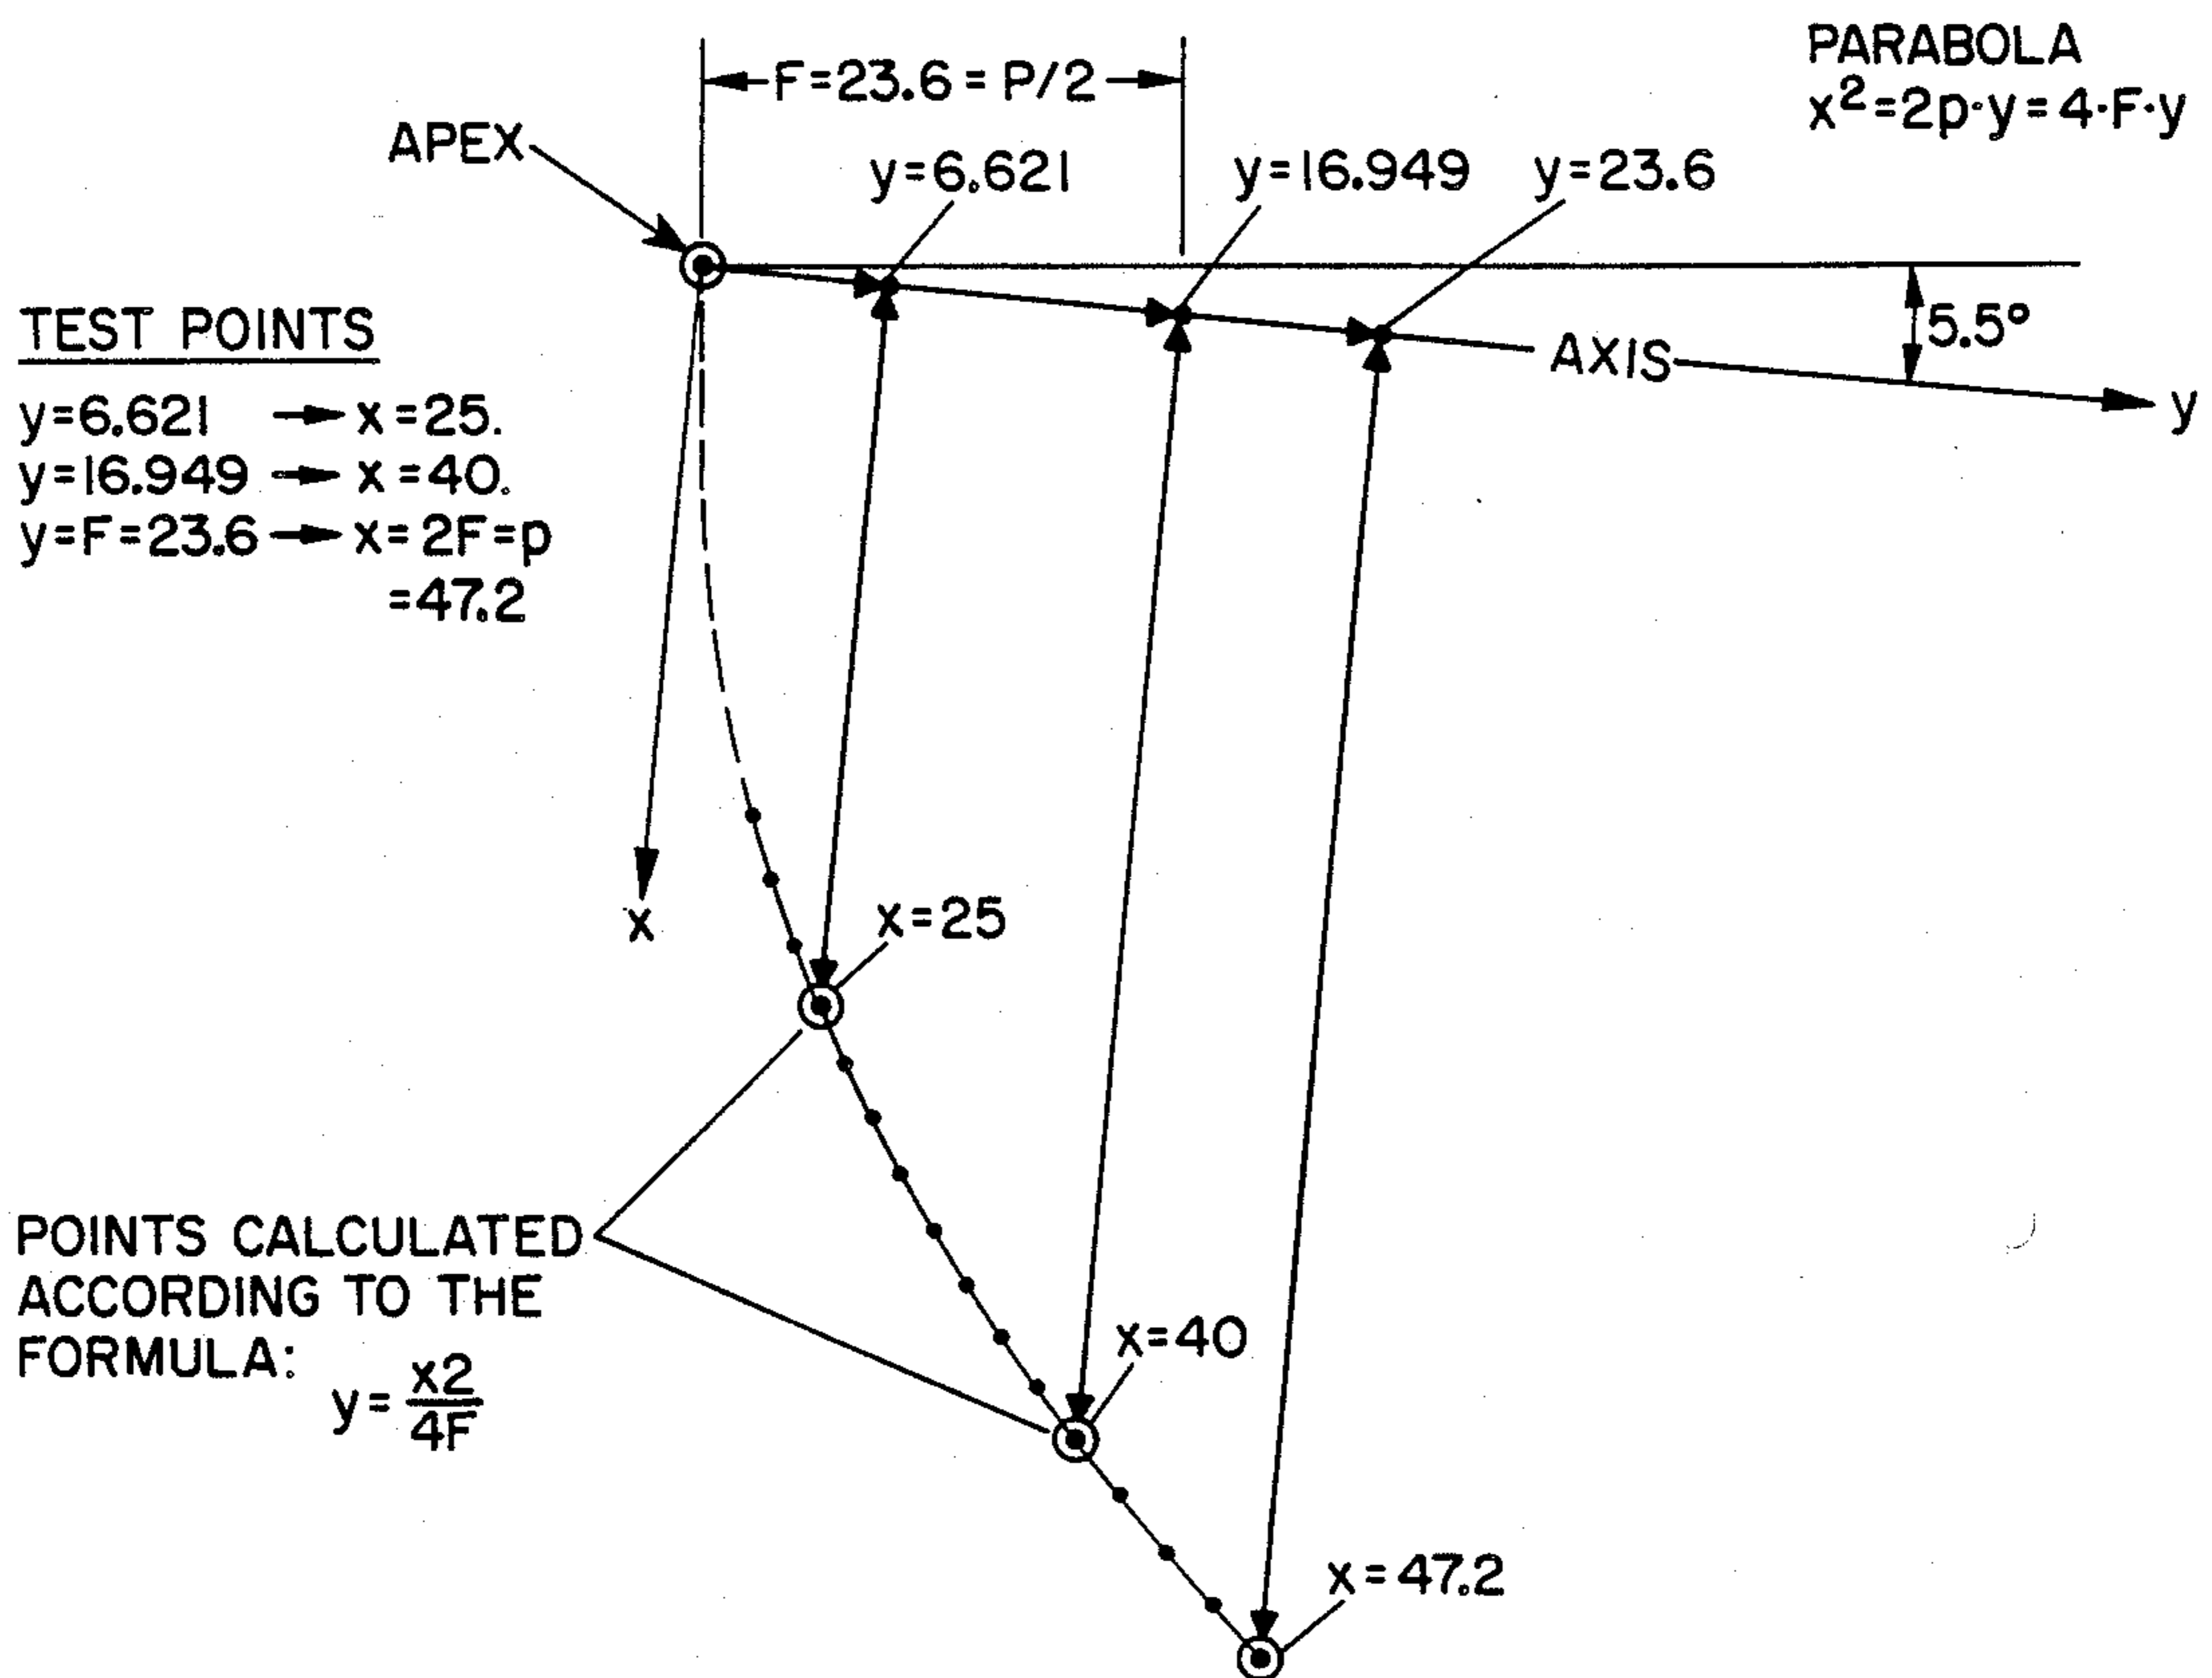 PARABOLA
x²=2p·y=4·F·y
F=23.6=P/2
APEX
y=6.621
y=16.949
y=23.6
5.5°
AXIS
y
TEST POINTS
y=6.621 → x=25.
y=16.949 → x=40.
y=F=23.6 → x=2F=p
=47.2
x
x=25
POINTS CALCULATED
ACCORDING TO THE
FORMULA:
y=x2/4F
x=40
x=47.2